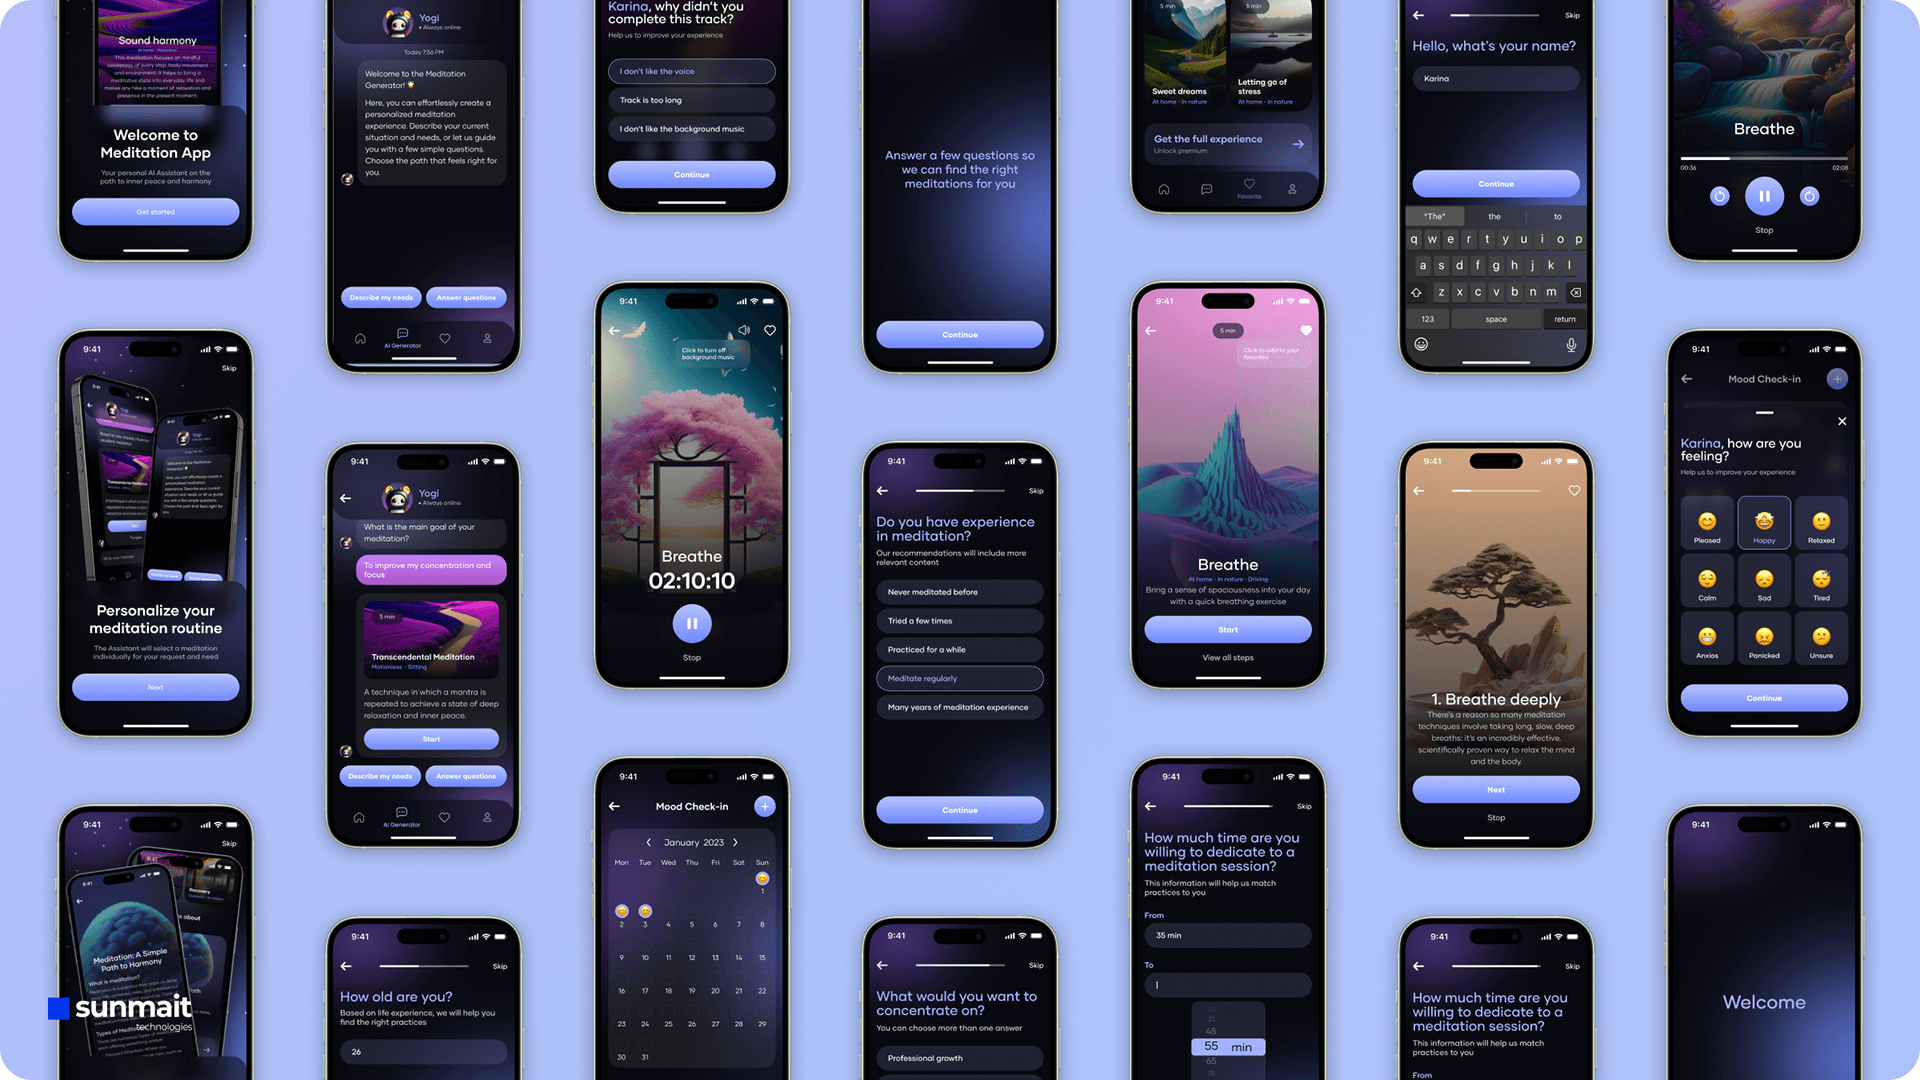 Sound harmony
At home · Motionless
This meditation focuses on mindful
awareness of every step, body movement
and environment. It helps to bring a
meditative state into everyday life and
makes any hike a moment of relaxation and
presence in the present moment.
Welcome to
Meditation App
Your personal AI Assistant on the
path to inner peace and harmony
Get started
9:41
Skip
Yogi
Personalize your
meditation routine
The Assistant will select a meditation
individually for your request and need
Next
9:41
Skip
9:41
Recovery
Meditation: A Simple
Path to Harmony
What is meditation?
sunmait
technologies
Yogi
• Always online
Today 7:56 PM
Welcome to the Meditation
Generator! 🌟
Here, you can effortlessly create a
personalized meditation
experience. Describe your current
situation and needs, or let us guide
you with a few simple questions.
Choose the path that feels right for
you.
Describe my needs
Answer questions
AI Generator
9:41
Yogi
• Always online
What is the main goal of your
meditation?
To improve my concentration and
focus
5 min
Transcendental Meditation
Motionless · Sitting
A technique in which a mantra is
repeated to achieve a state of deep
relaxation and inner peace.
Start
Describe my needs
Answer questions
AI Generator
9:41
Skip
How old are you?
Based on life experience, we will help you
find the right practices
26
Karina, why didn't you
complete this track?
Help us to improve your experience
I don't like the voice
Track is too long
I don't like the background music
Continue
9:41
Click to turn off
background music
Breathe
02:10:10
Stop
9:41
Mood Check-in
January 2023
Mon Tue Wed Thu Fri Sat Sun
1
2 3 4 5 6 7 8
9 10 11 12 13 14 15
16 17 18 19 20 21 22
23 24 25 26 27 28 29
30 31
Answer a few questions so
we can find the right
meditations for you
Continue
9:41
Skip
Do you have experience
in meditation?
Our recommendations will include more
relevant content
Never meditated before
Tried a few times
Practiced for a while
Meditate regularly
Many years of meditation experience
Continue
9:41
Skip
What would you want to
concentrate on?
You can choose more than one answer
Professional growth
5 min
5 min
Sweet dreams
At home · In nature
Letting go of
stress
At home · In nature
Get the full experience
Unlock premium
Favorite
9:41
5 min
Click to add to your
favorites
Breathe
At home · In nature · Driving
Bring a sense of spaciousness into your day
with a quick breathing exercise
Start
View all steps
9:41
Skip
How much time are you
willing to dedicate to a
meditation session?
This information will help us match
practices to you
From
35 min
To
35
45
55 min
65
75
Skip
Hello, what's your name?
Karina
Continue
"The" the to
q w e r t y u i o p
a s d f g h j k l
z x c v b n m
123 space return
9:41
1. Breathe deeply
There's a reason so many meditation
techniques involve taking long, slow, deep
breaths: it's an incredibly effective,
scientifically proven way to relax the mind
and the body.
Next
Stop
9:41
Skip
How much time are you
willing to dedicate to a
meditation session?
This information will help us match
practices to you
From
Breathe
00:36
02:08
Stop
9:41
Mood Check-in
Karina, how are you
feeling?
Help us to improve your experience
Pleased Happy Relaxed
Calm Sad Tired
Anxios Panicked Unsure
Continue
9:41
Welcome